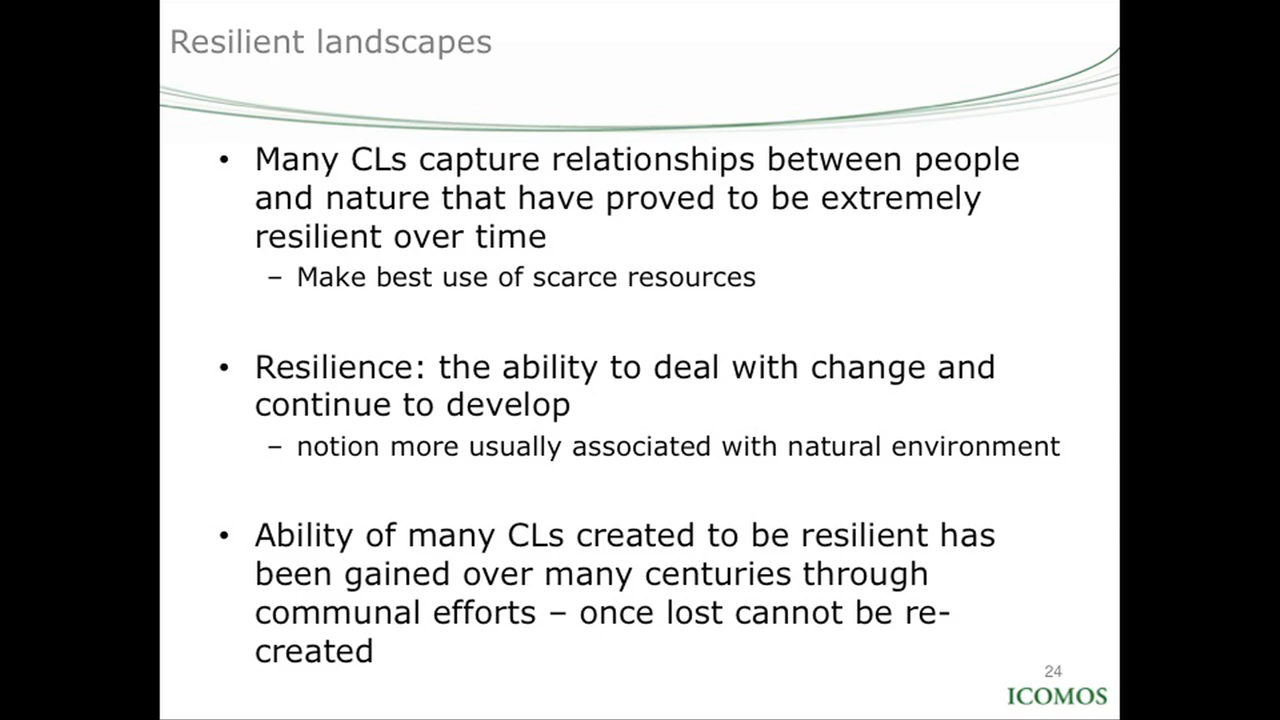 Resilient landscapes
• Many CLs capture relationships between people
and nature that have proved to be extremely
resilient over time
– Make best use of scarce resources
• Resilience: the ability to deal with change and
continue to develop
– notion more usually associated with natural environment
• Ability of many CLs created to be resilient has
been gained over many centuries through
communal efforts – once lost cannot be re-
created
24
ICOMOS